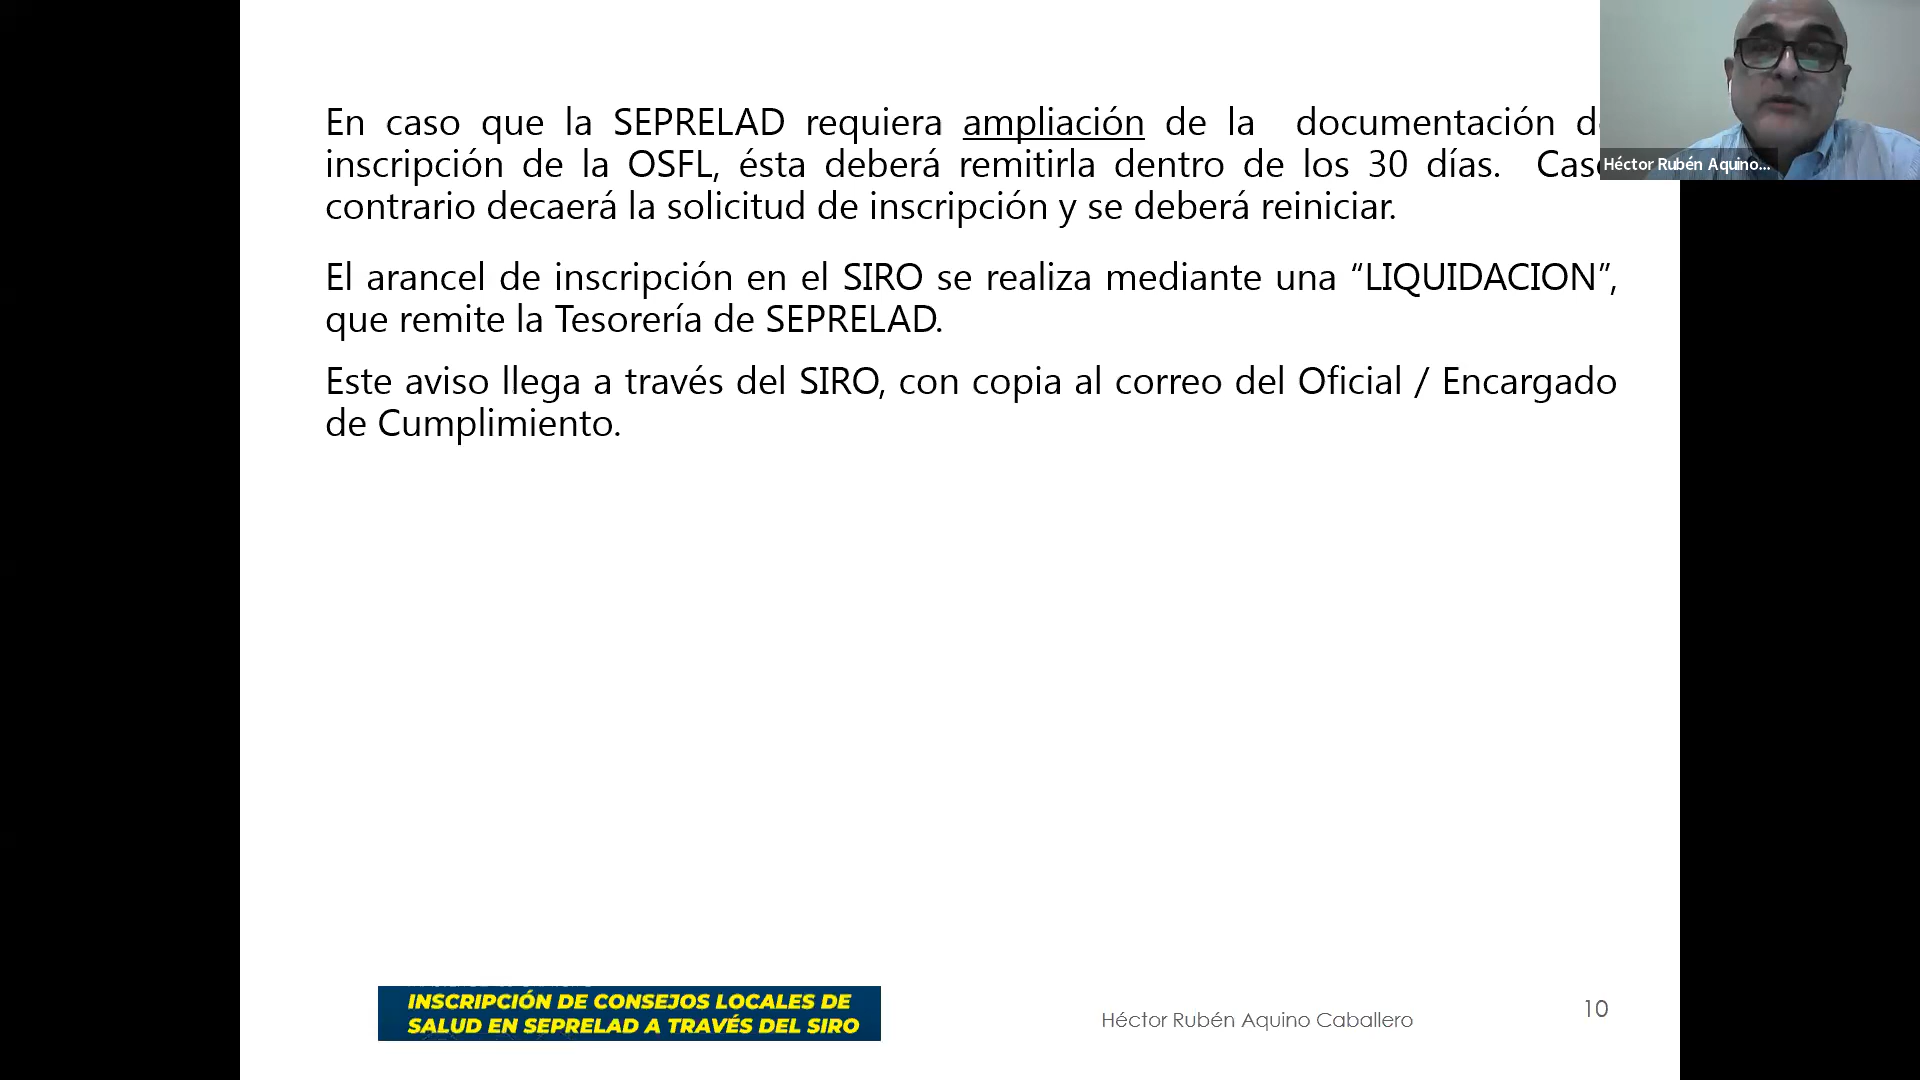 En caso que la SEPRELAD requiera ampliación de la documentación
inscripción de la OSFL, ésta deberá remitirla dentro de los 30 días.
contrario decaerá la solicitud de inscripción y se deberá reiniciar.
El arancel de inscripción en el SIRO se realiza mediante una “LIQUIDACION”,
que remite la Tesorería de SEPRELAD.
Este aviso llega a través del SIRO, con copia al correo del Oficial / Encargado
de Cumplimiento.
Héctor Rubén Aquino...
INSCRIPCIÓN DE CONSEJOS LOCALES DE
SALUD EN SEPRELAD A TRAVÉS DEL SIRO
Héctor Rubén Aquino Caballero
10